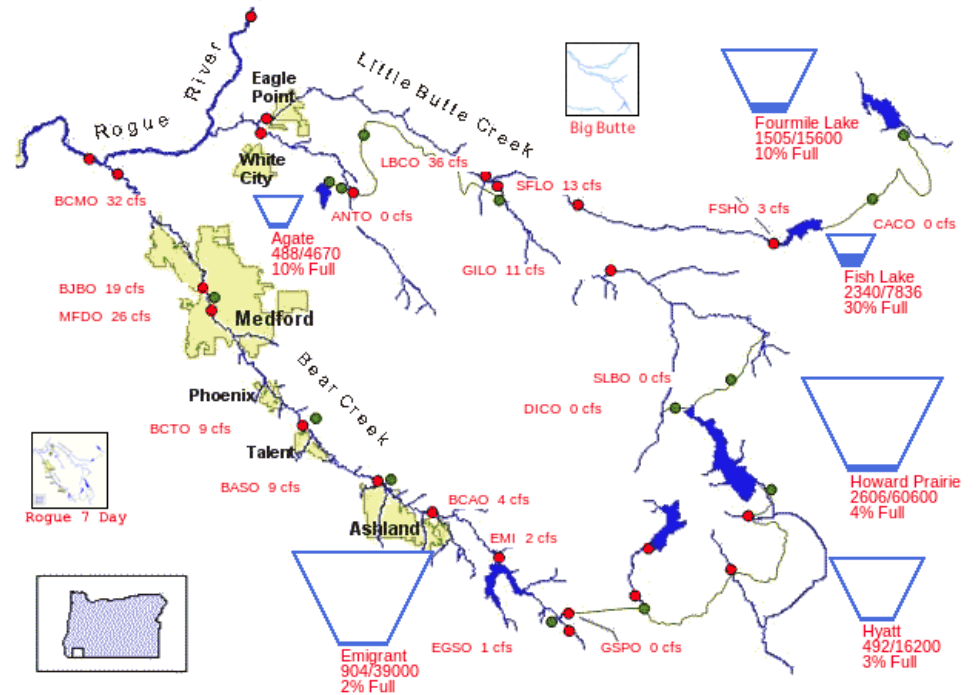 Rogue River
Eagle
Point
Little Butte Creek
Big Butte
Fourmile Lake
1505/15600
10% Full
White
City
LBCO 36 cfs
SFLO 13 cfs
BCMO 32 cfs
ANTO 0 cfs
FSHO 3 cfs
CACO 0 cfs
Agate
488/4670
10% Full
GILO 11 cfs
Fish Lake
2340/7836
30% Full
BJBO 19 cfs
MFDO 26 cfs
Medford
Bear Creek
SLBO 0 cfs
DICO 0 cfs
Phoenix
BCTO 9 cfs
Talent
Howard Prairie
2606/60600
4% Full
BASO 9 cfs
BCAO 4 cfs
Rogue 7 Day
Ashland
EMI 2 cfs
EGSO 1 cfs
GSPO 0 cfs
Emigrant
904/39000
2% Full
Hyatt
492/16200
3% Full